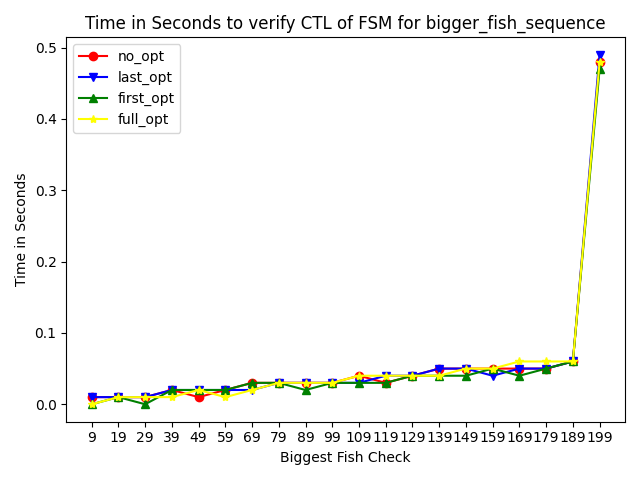 Time in Seconds to verify CTL of FSM for bigger_fish_sequence
no_opt
last_opt
first_opt
full_opt
Time in Seconds
0.5
0.4
0.3
0.2
0.1
0.0
9 19 29 39 49 59 69 79 89 99 109 119 129 139 149 159 169 179 189 199
Biggest Fish Check